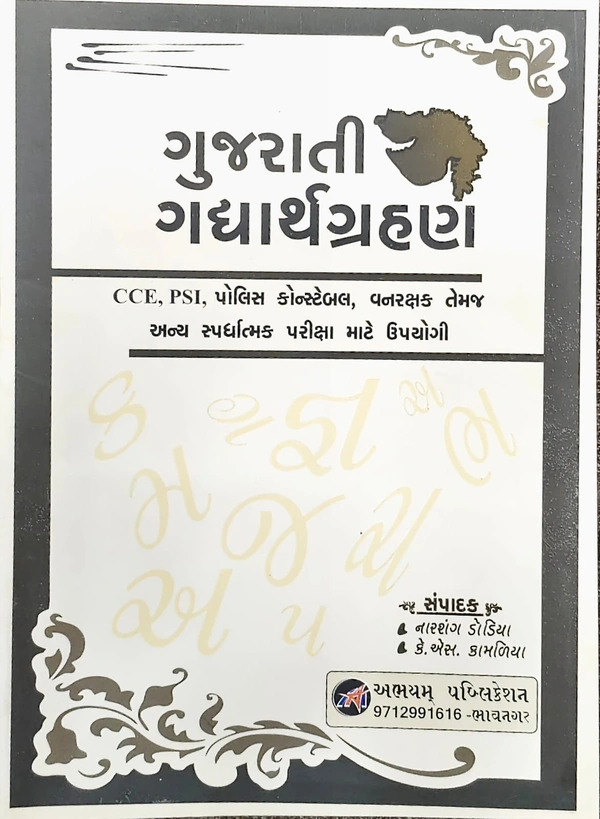 ગુજરાતી
ગદ્યાર્થગ્રહણ
CCE, PSI, પોલિસ કોન્સ્ટેબલ, વનરક્ષક તેમજ
અન્ય સ્પર્ધાત્મક પરીક્ષા માટે ઉપયોગી
ક
જ્ઞ
ભ
મ
જ
અ
પ
સંપાદક
નારશંગ ડોડિયા
કે.એસ. કામળિયા
અભયમ્ પબ્લિકેશન
9712991616 -ભાવનગર